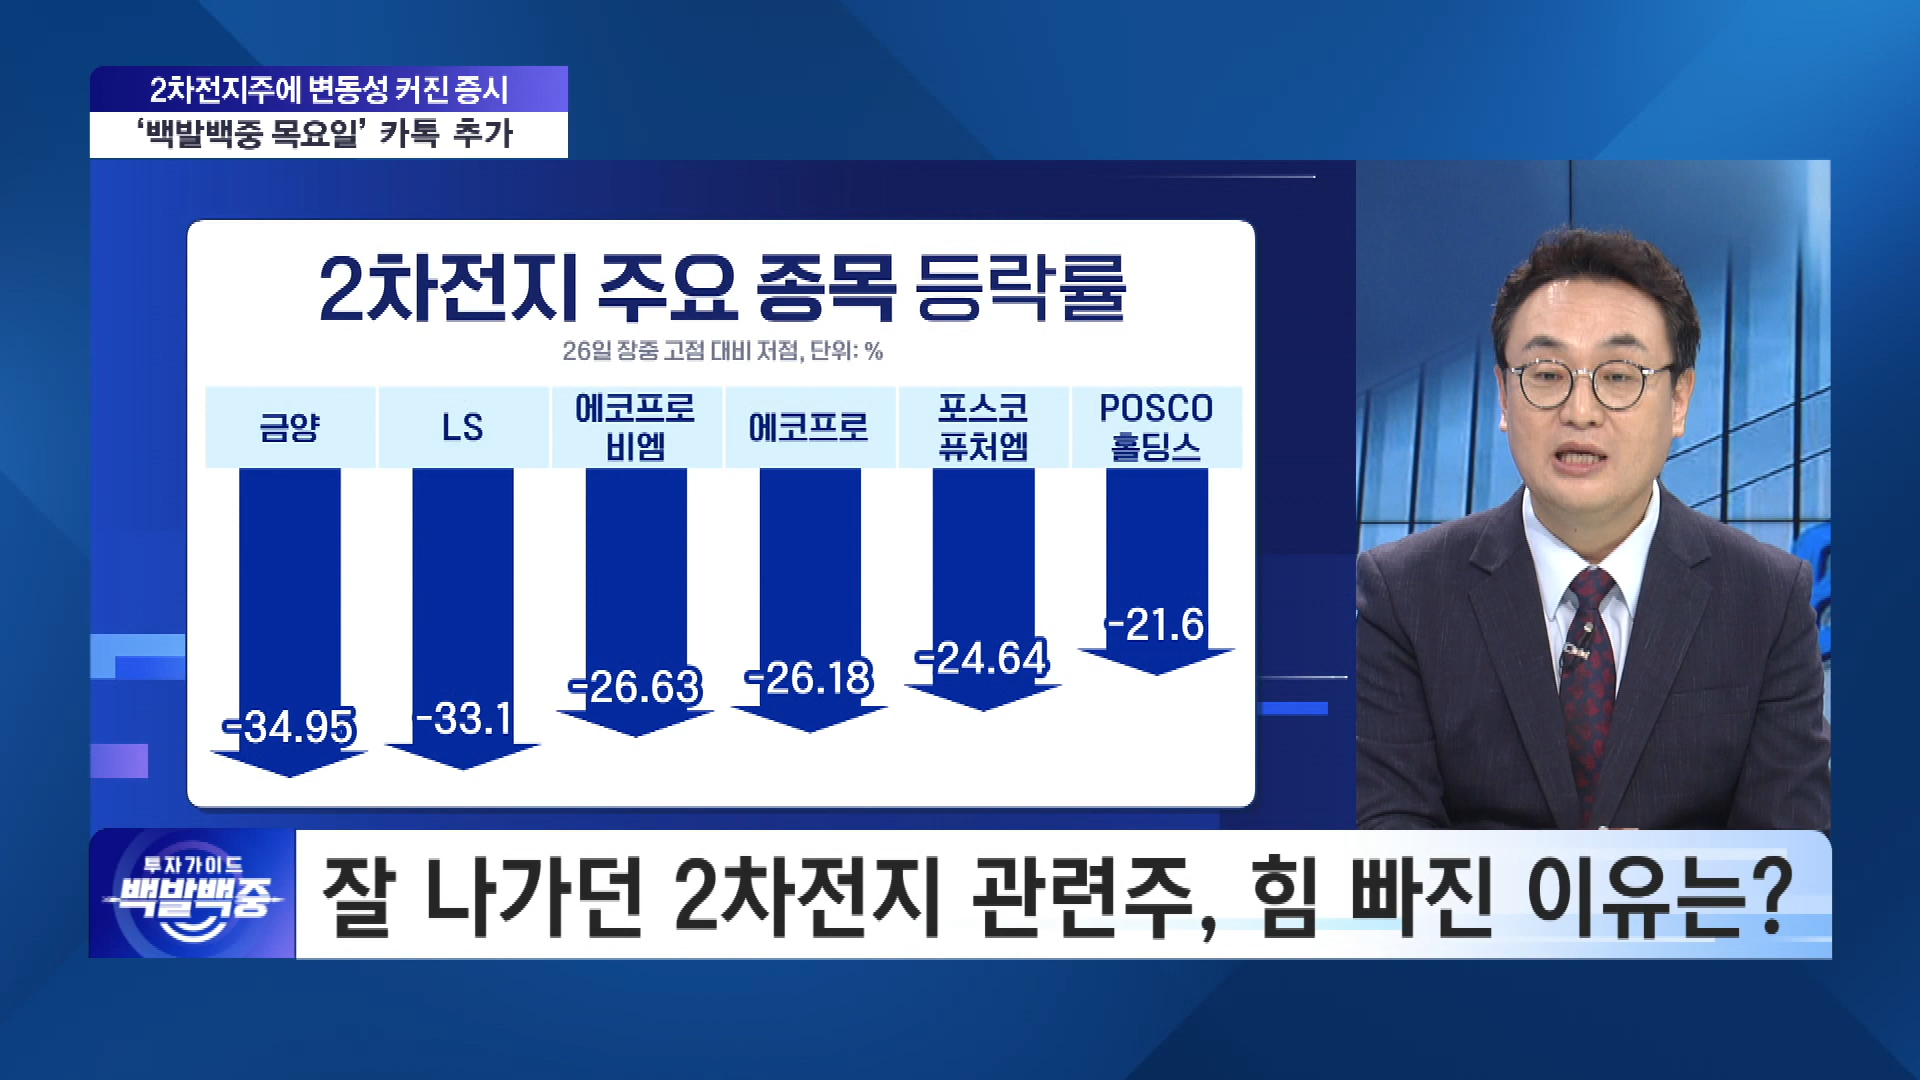 2차전지주에 변동성 커진 증시
‘백발백중 목요일’ 카톡 추가
2차전지 주요 종목 등락률
26일 장중 고점 대비 저점, 단위: %
금양
LS
에코프로
비엠
에코프로
포스코
퓨처엠
POSCO
홀딩스
-34.95
-33.1
-26.63
-26.18
-24.64
-21.6
투자가이드
백발백중
잘 나가던 2차전지 관련주, 힘 빠진 이유는?